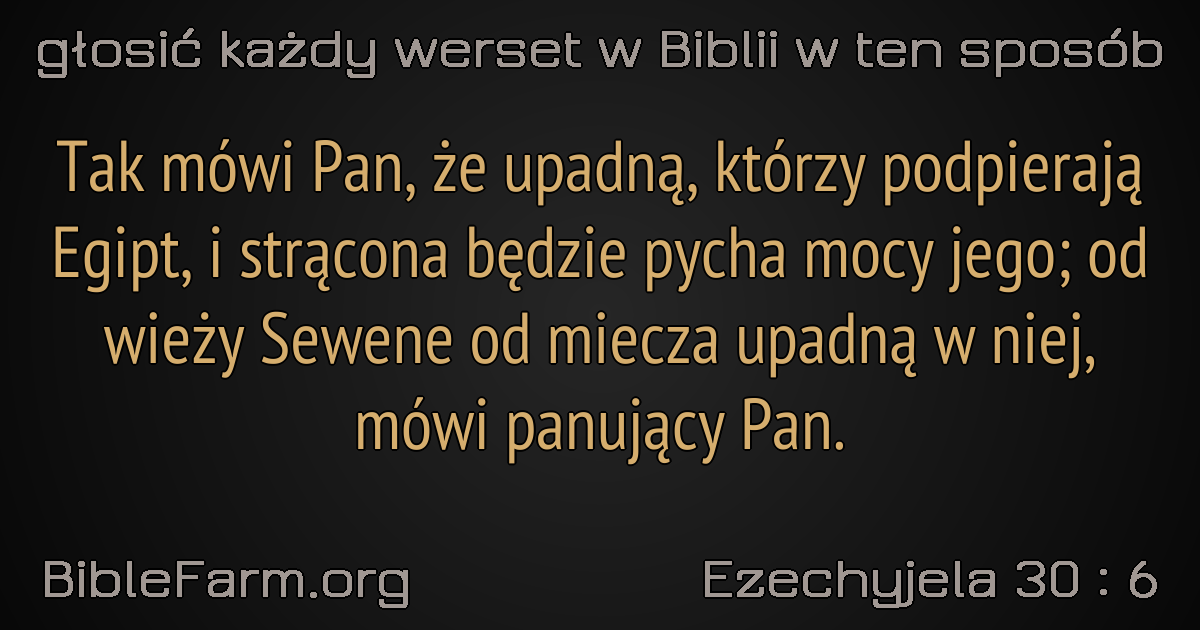 głosić każdy werset w Biblii w ten sposób
Tak mówi Pan, że upadną, którzy podpierają
Egipt, i strącona będzie pycha mocy jego; od
wieży Sewene od miecza upadną w niej,
mówi panujący Pan.
BibleFarm.org
Ezechyjela 30 : 6